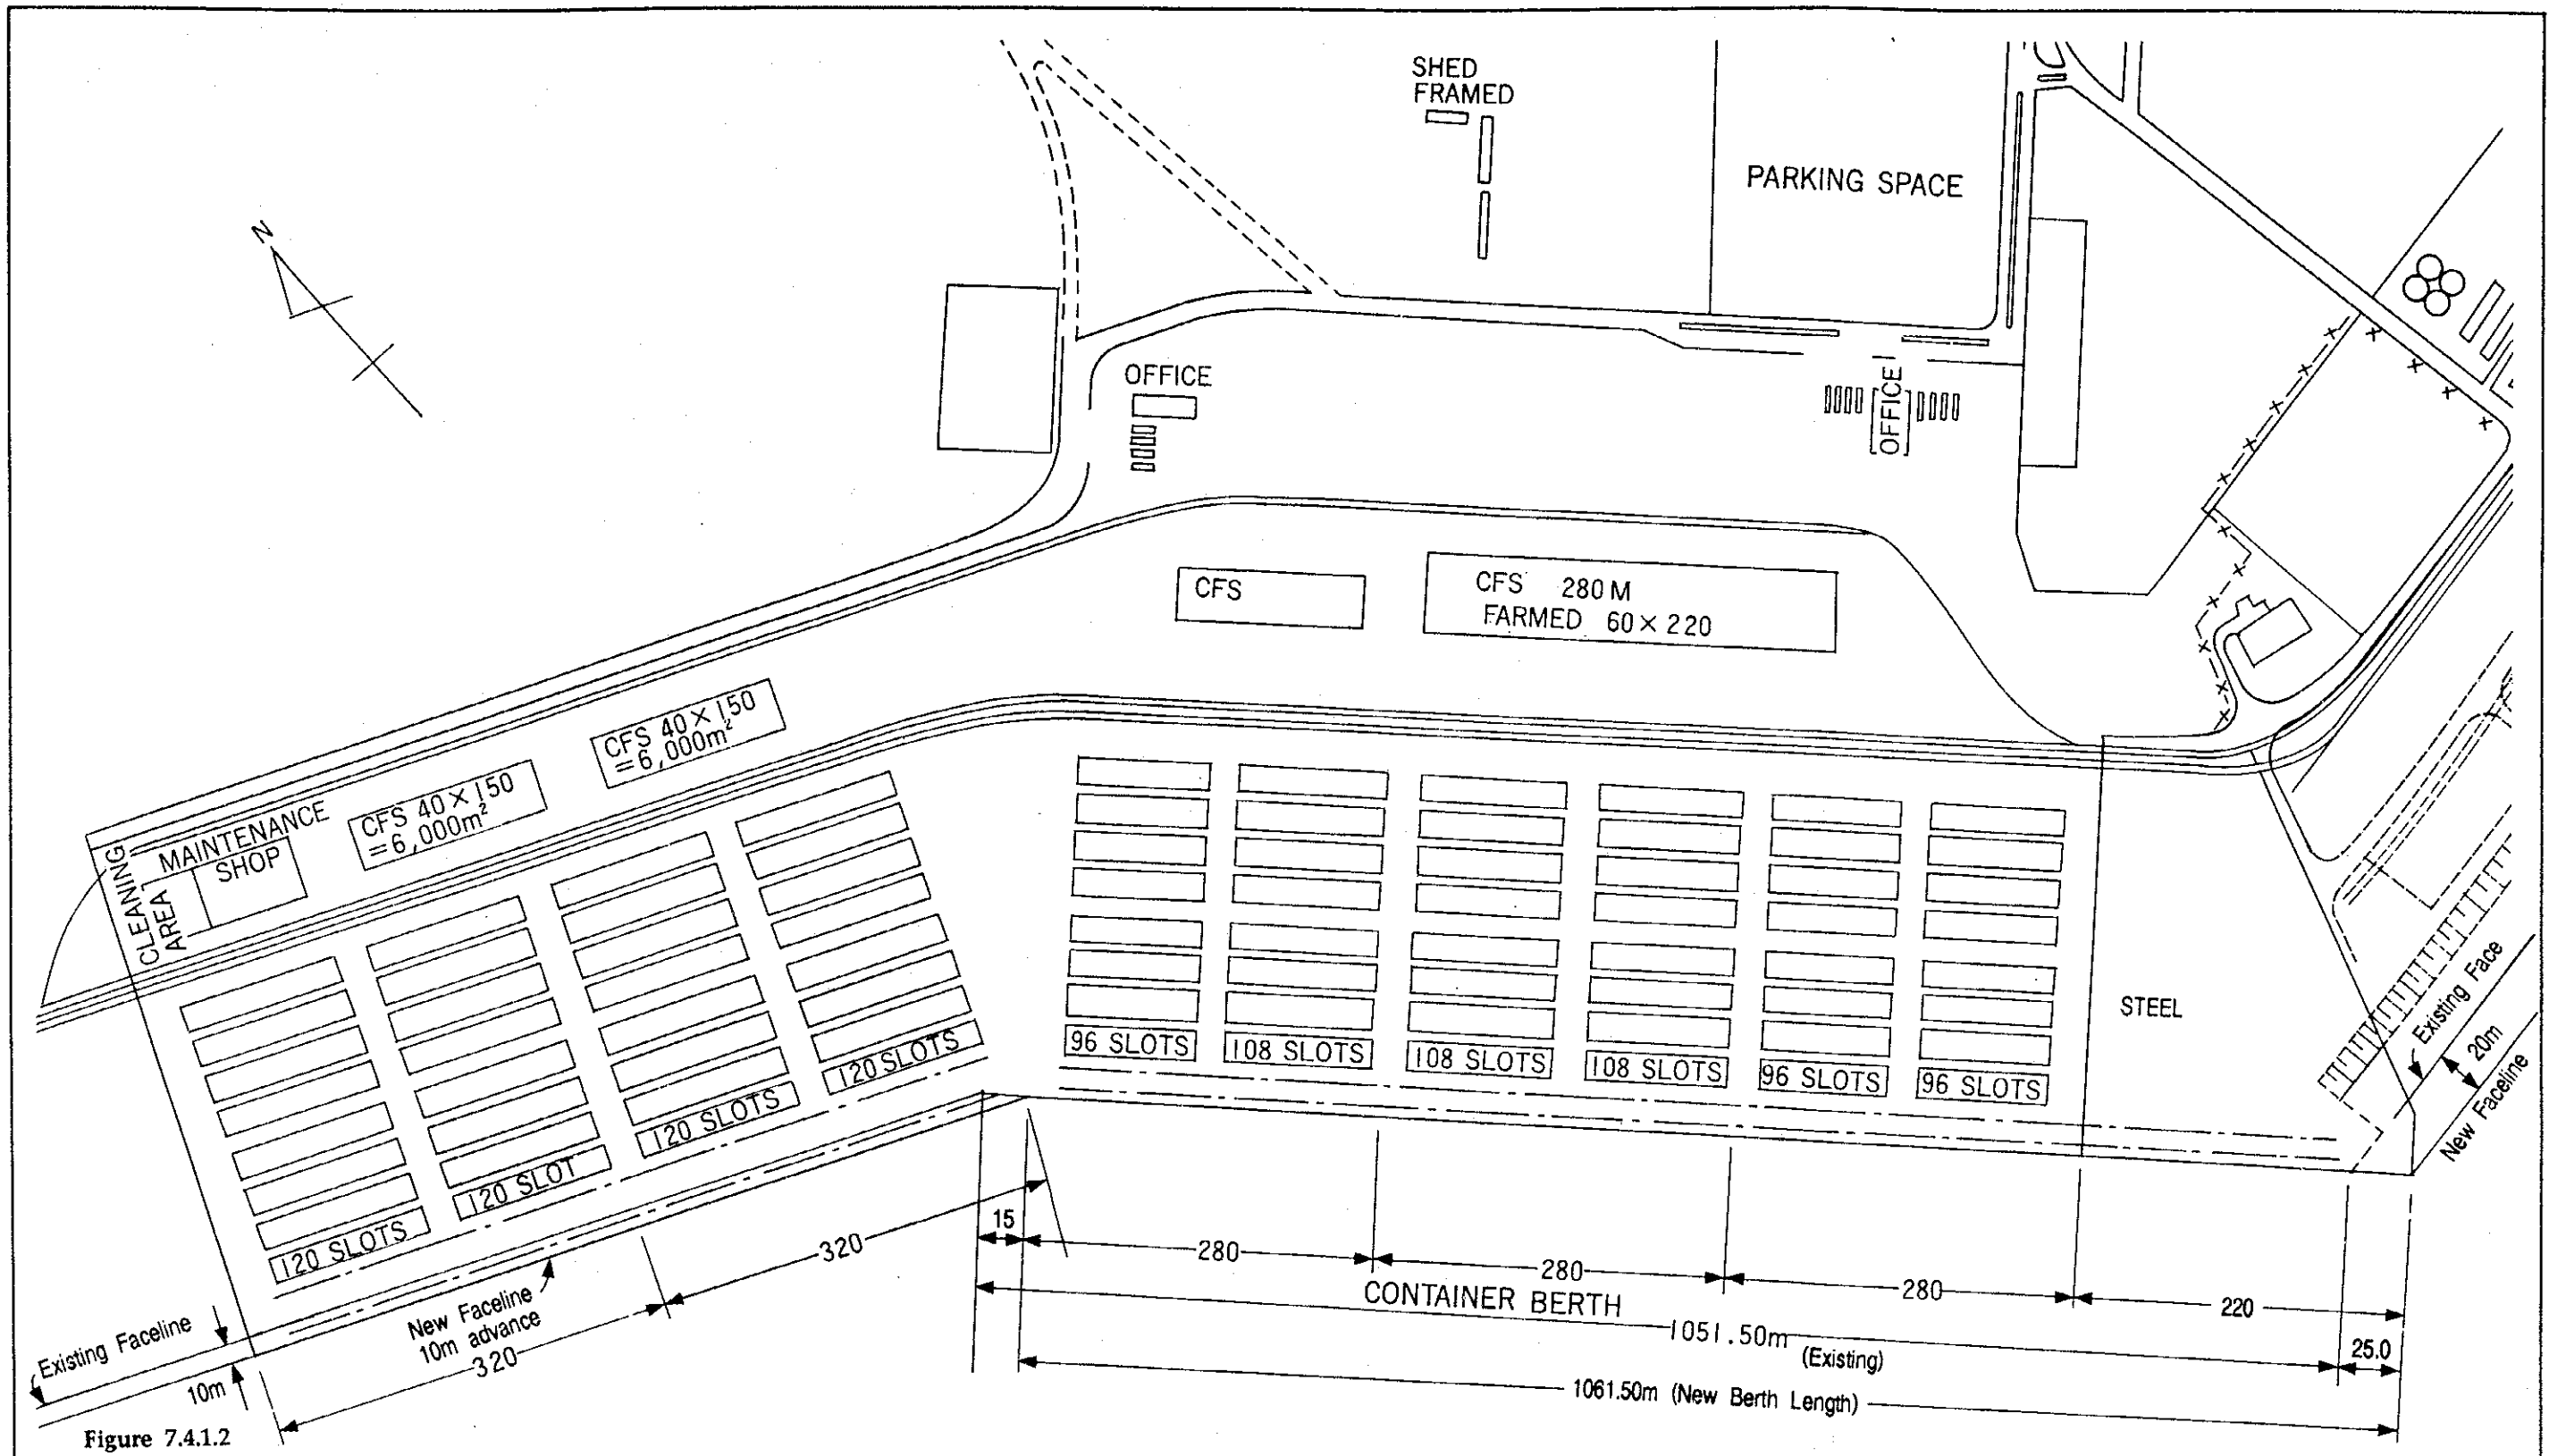 SHED
FRAMED
PARKING SPACE
N
OFFICE
OFFICE
CFS
CFS 280 M
FARMED 60 × 220
CFS 40 × 150
=6,000m²
CFS 40 × 150
=6,000m²
MAINTENANCE
SHOP
CLEANING
AREA
STEEL
Existing Face
20m
New Faceline
96 SLOTS
108 SLOTS
108 SLOTS
108 SLOTS
96 SLOTS
96 SLOTS
120 SLOTS
120 SLOTS
120 SLOT
120 SLOTS
15
280
280
280
220
320
320
CONTAINER BERTH
1051.50m
(Existing)
25.0
1061.50m (New Berth Length)
New Faceline
10m advance
Existing Faceline
10m
Figure 7.4.1.2